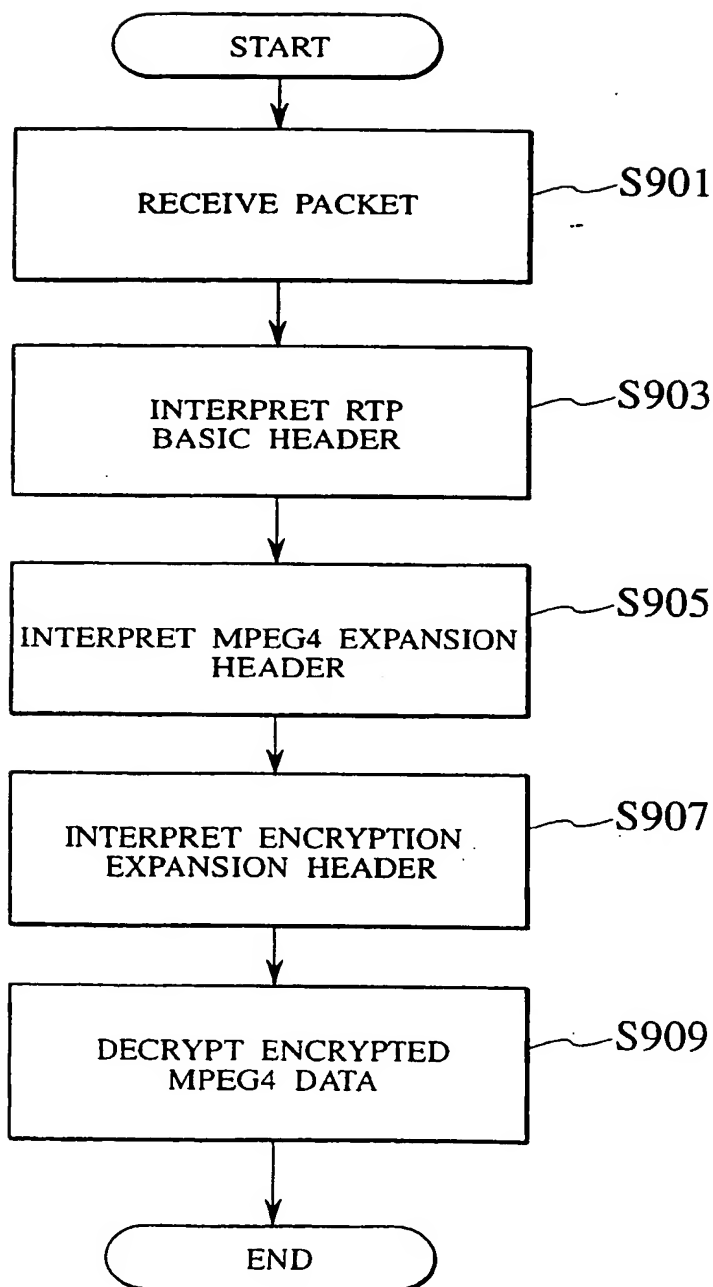 START
RECEIVE PACKET
S901
INTERPRET RTP
BASIC HEADER
S903
INTERPRET MPEG4 EXPANSION
HEADER
S905
INTERPRET ENCRYPTION
EXPANSION HEADER
S907
DECRYPT ENCRYPTED
MPEG4 DATA
S909
END